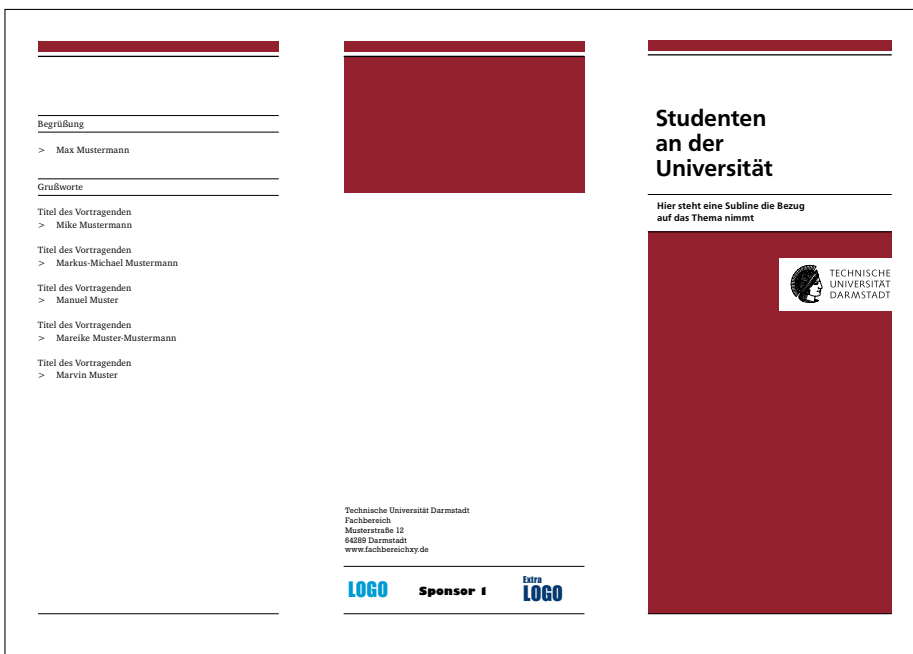 Begrüßung
> Max Mustermann
Grußworte
Titel des Vortragenden
> Mike Mustermann
Titel des Vortragenden
> Markus-Michael Mustermann
Titel des Vortragenden
> Manuel Muster
Titel des Vortragenden
> Mareike Muster-Mustermann
Titel des Vortragenden
> Marvin Muster
Technische Universität Darmstadt
Fachbereich
Musterstraße 12
64289 Darmstadt
www.fachbereichxy.de
LOGO
Sponsor 1
Extra
LOGO
Studenten
an der
Universität
Hier steht eine Subline die Bezug
auf das Thema nimmt
TECHNISCHE
UNIVERSITÄT
DARMSTADT